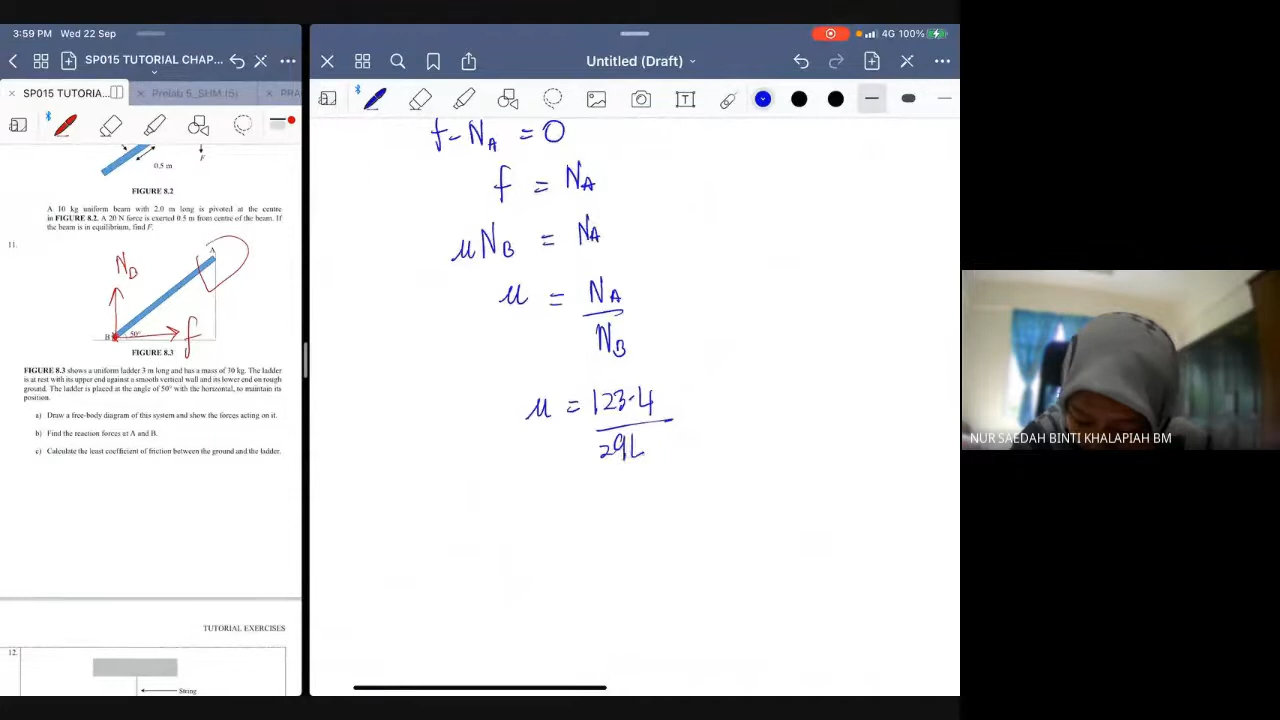 3:59 PM Wed 22 Sep
4G 100%
SP015 TUTORIAL CHAP...
Untitled (Draft)
SP015 TUTORIA...
Prelab 5_SHM (5)
PRA
0.5 m
F
FIGURE 8.2
A 10 kg uniform beam with 2.0 m long is pivoted at the centre
in FIGURE 8.2. A 20 N force is exerted 0.5 m from centre of the beam. If
the beam is in equilibrium, find F.
11.
A
N_B
B
50°
f
FIGURE 8.3
FIGURE 8.3 shows a uniform ladder 3 m long and has a mass of 30 kg. The ladder
is at rest with its upper end against a smooth vertical wall and its lower end on rough
ground. The ladder is placed at the angle of 50° with the horizontal, to maintain its
position.
a) Draw a free-body diagram of this system and show the forces acting on it.
b) Find the reaction forces at A and B.
c) Calculate the least coefficient of friction between the ground and the ladder.
TUTORIAL EXERCISES
12.
String
f - N_A = 0
f = N_A
μN_B = N_A
μ = N_A
N_B
μ = 123.4
29
NUR SAEDAH BINTI KHALAPIAH BM